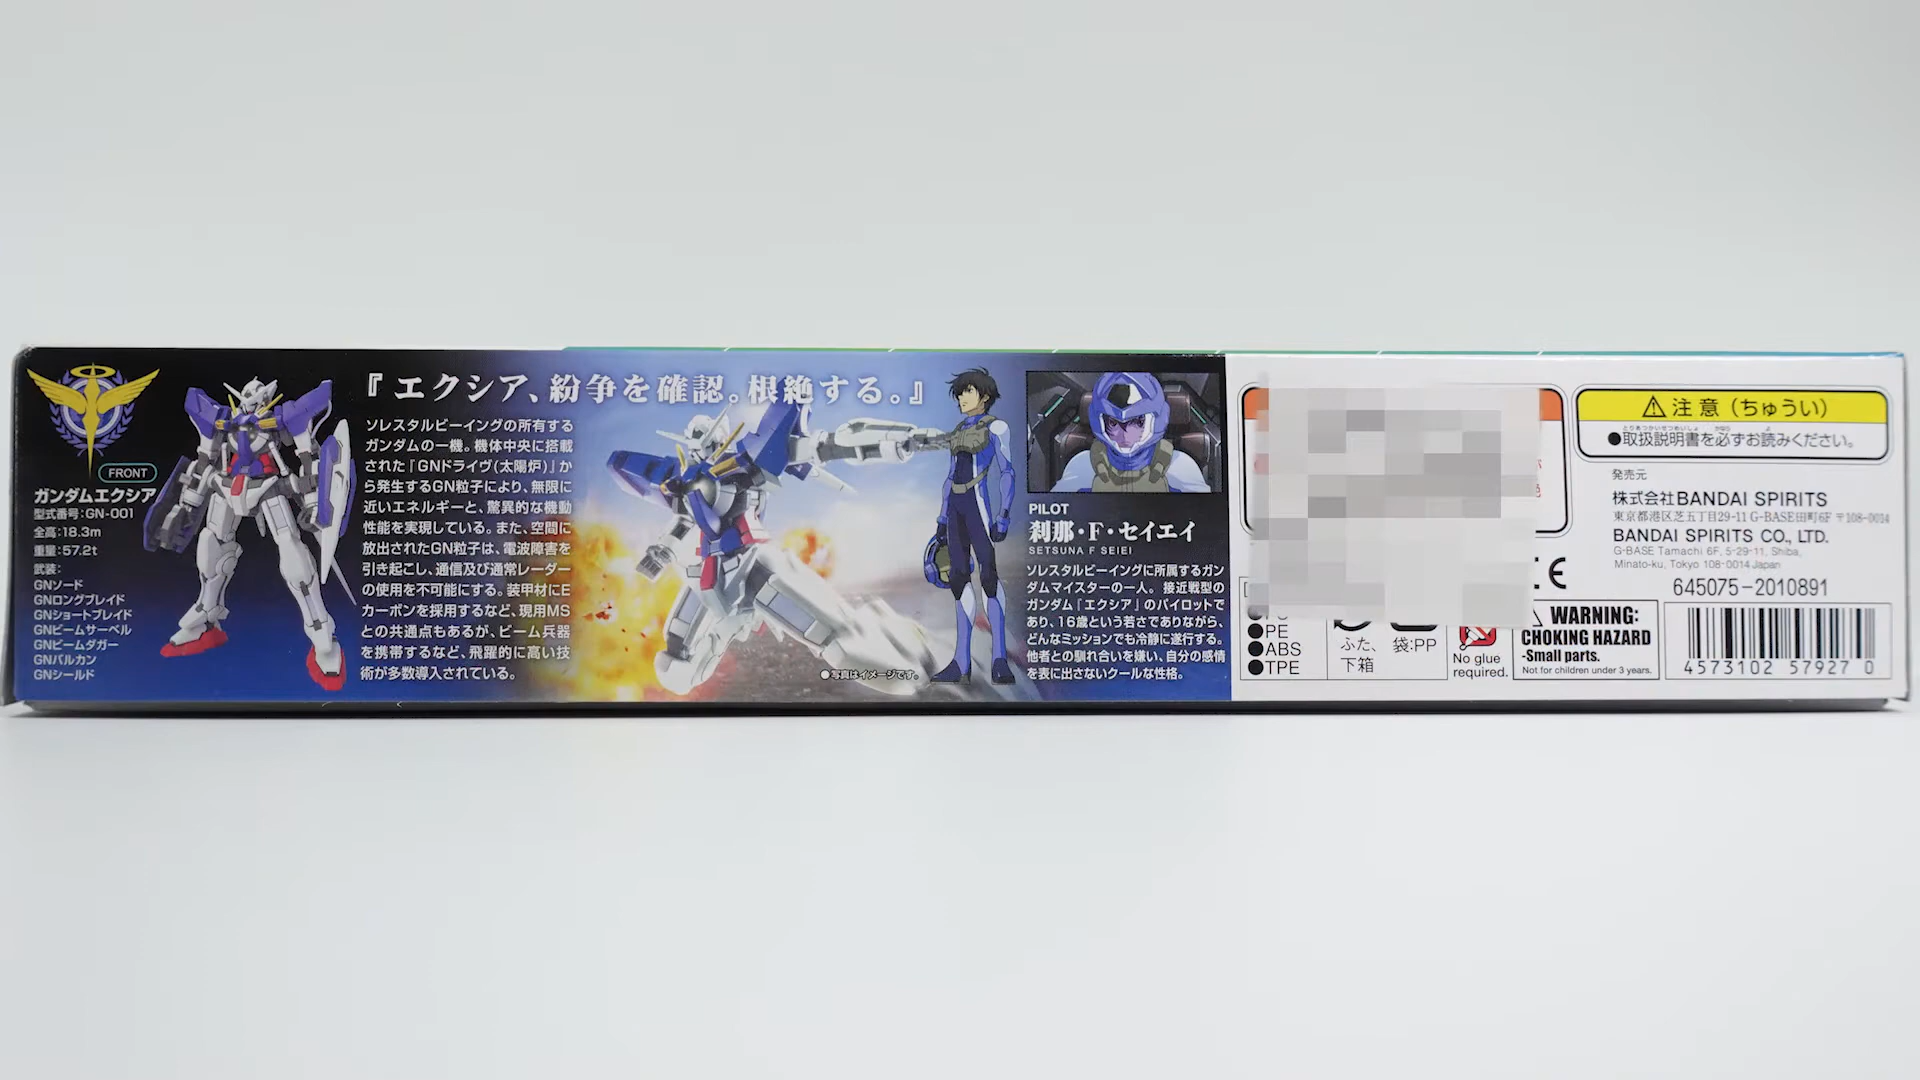 FRONT
ガンダムエクシア
型式番号:GN-001
全高:18.3m
重量:57.2t
武装:
GNソード
GNロングブレイド
GNショートブレイド
GNビームサーベル
GNビームダガー
GNバルカン
GNシールド
『エクシア、紛争を確認。根絶する。』
ソレスタルビーイングの所有する
ガンダムの一機。機体中央に搭載
された『GNドライヴ(太陽炉)』か
ら発生するGN粒子により、無限に
近いエネルギーと、驚異的な機動
性能を実現している。また、空間に
放出されたGN粒子は、電波障害を
引き起こし、通信及び通常レーダー
の使用を不可能にする。装甲材にE
カーボンを採用するなど、現用MS
との共通点もあるが、ビーム兵器
を携帯するなど、飛躍的に高い技
術が多数導入されている。
●写真はイメージです。
PILOT
刹那・F・セイエイ
SETSUNA F SEIEI
ソレスタルビーイングに所属するガン
ダムマイスターの一人。接近戦型の
ガンダム『エクシア』のパイロットで
あり、16歳という若さでありながら、
どんなミッションでも冷静に遂行する。
他者との馴れ合いを嫌い、自分の感情
を表に出さないクールな性格。
●PE
●ABS
●TPE
ふた、
下箱
袋:PP
No glue
required.
CE
WARNING:
CHOKING HAZARD
-Small parts.
Not for children under 3 years.
注意(ちゅうい)
●取扱説明書を必ずお読みください。
発売元
株式会社BANDAI SPIRITS
東京都港区芝五丁目29-11 G-BASE田町6F 〒108-0014
BANDAI SPIRITS CO., LTD.
G-BASE Tamachi 6F, 5-29-11, Shiba,
Minato-ku, Tokyo 108-0014 Japan
645075-2010891
4573102 57927 0